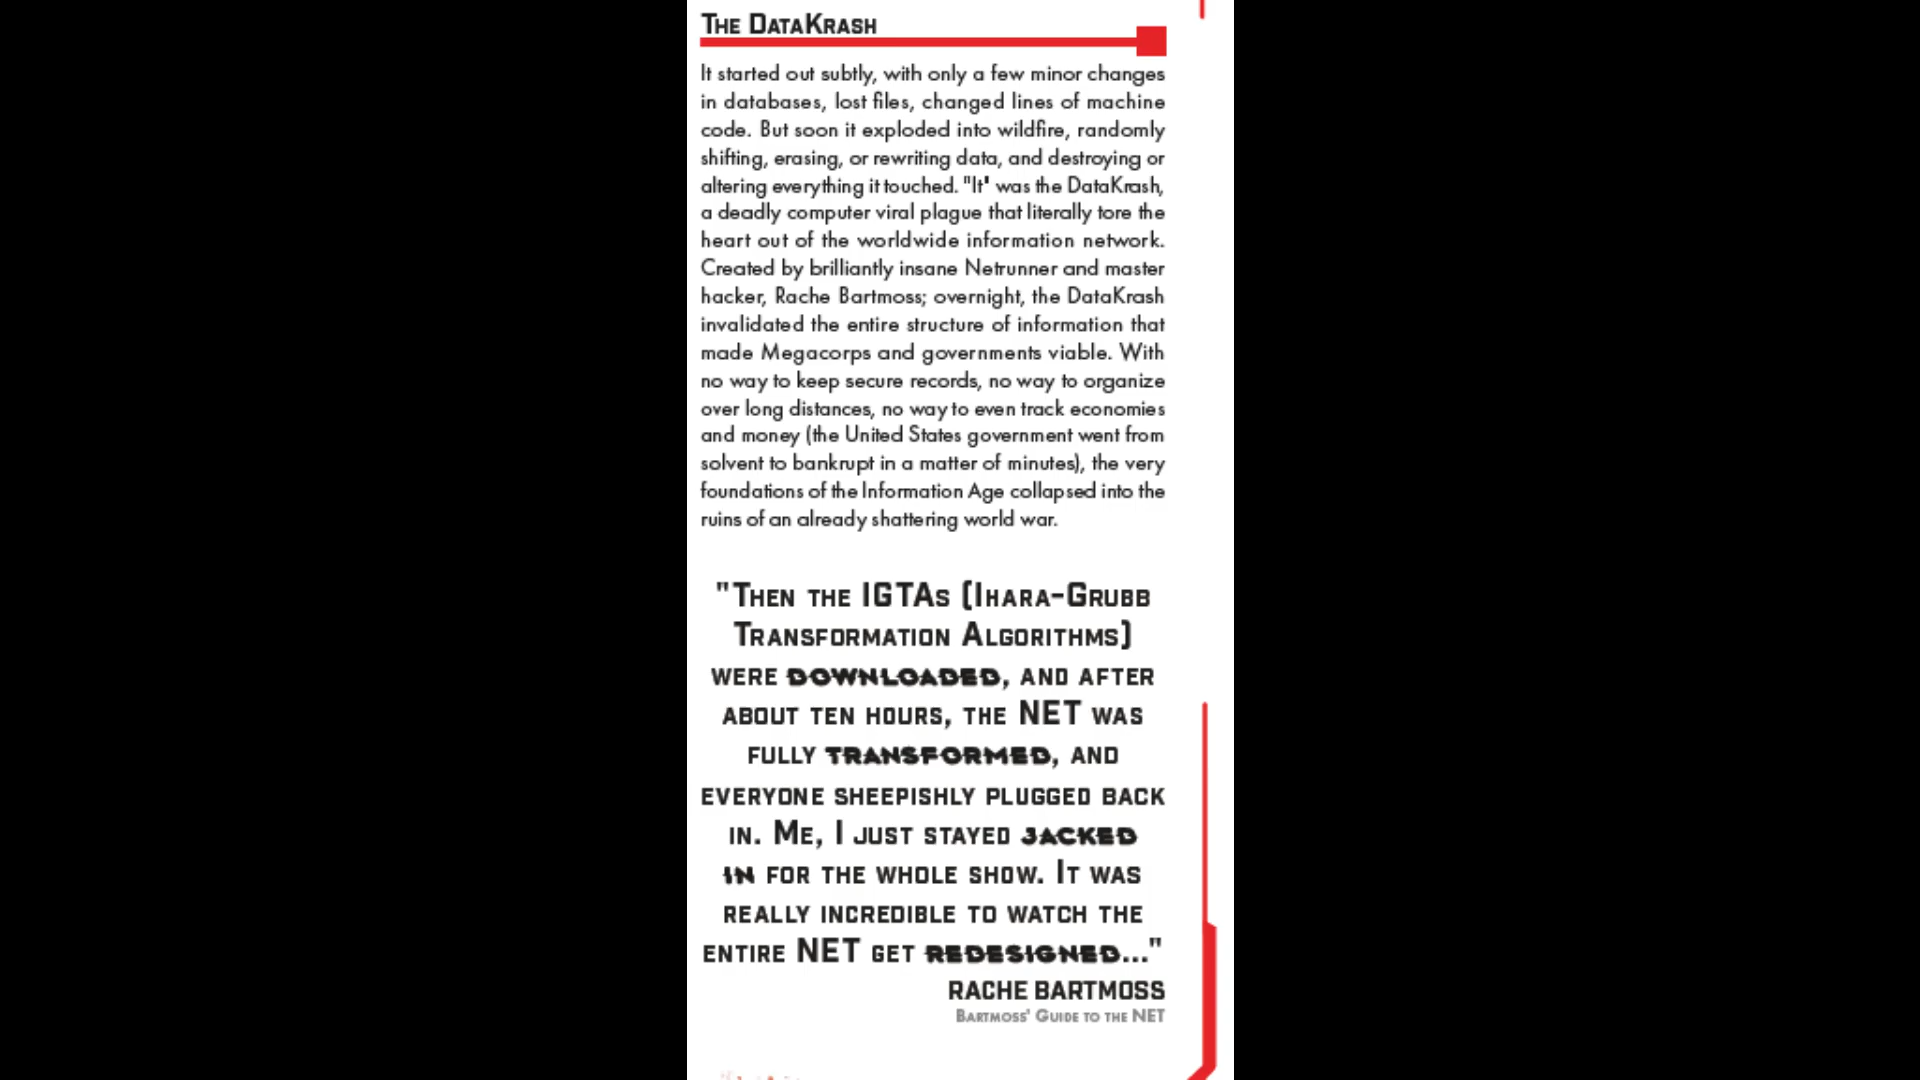 The DataKrash
It started out subtly, with only a few minor changes
in databases, lost files, changed lines of machine
code. But soon it exploded into wildfire, randomly
shifting, erasing, or rewriting data, and destroying or
altering everything it touched. "It" was the DataKrash,
a deadly computer viral plague that literally tore the
heart out of the worldwide information network.
Created by brilliantly insane Netrunner and master
hacker, Rache Bartmoss; overnight, the DataKrash
invalidated the entire structure of information that
made Megacorps and governments viable. With
no way to keep secure records, no way to organize
over long distances, no way to even track economies
and money (the United States government went from
solvent to bankrupt in a matter of minutes), the very
foundations of the Information Age collapsed into the
ruins of an already shattering world war.
"Then the IGTAs (Ihara-Grubb
Transformation Algorithms)
were downloaded, and after
about ten hours, the NET was
fully transformed, and
everyone sheepishly plugged back
in. Me, I just stayed jacked
in for the whole show. It was
really incredible to watch the
entire NET get redesigned..."
RACHE BARTMOSS
Bartmoss' Guide to the NET